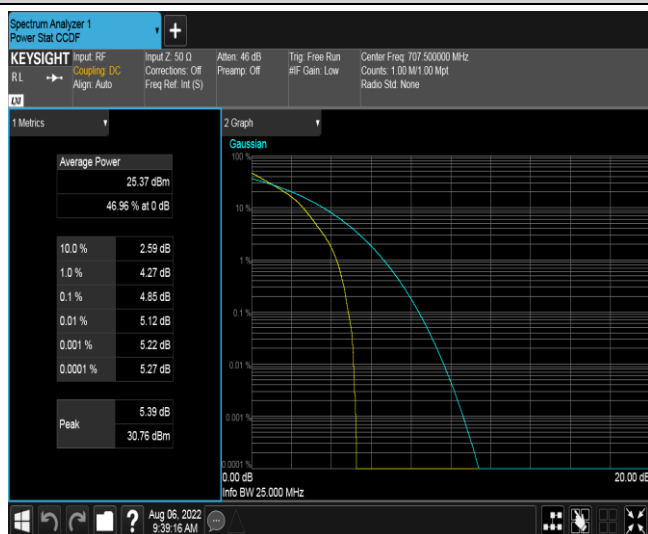 Spectrum Analyzer 1
Power Stat CCDF
+
KEYSIGHT
RL
LXI
Input: RF
Coupling: DC
Align: Auto
Input Z: 50 Ω
Corrections: Off
Freq Ref: Int (S)
Atten: 46 dB
Preamp: Off
Trig: Free Run
#IF Gain: Low
Center Freq: 707.500000 MHz
Counts: 1.00 M/1.00 Mpt
Radio Std: None
1 Metrics
Average Power
25.37 dBm
46.96 % at 0 dB
10.0 % 2.59 dB
1.0 % 4.27 dB
0.1 % 4.85 dB
0.01 % 5.12 dB
0.001 % 5.22 dB
0.0001 % 5.27 dB
Peak
5.39 dB
30.76 dBm
2 Graph
Gaussian
100 %
10 %
1 %
0.1 %
0.01 %
0.001 %
0.0001 %
0.00 dB 20.00 dB
Info BW 25.000 MHz
?
Aug 06, 2022
9:39:16 AM